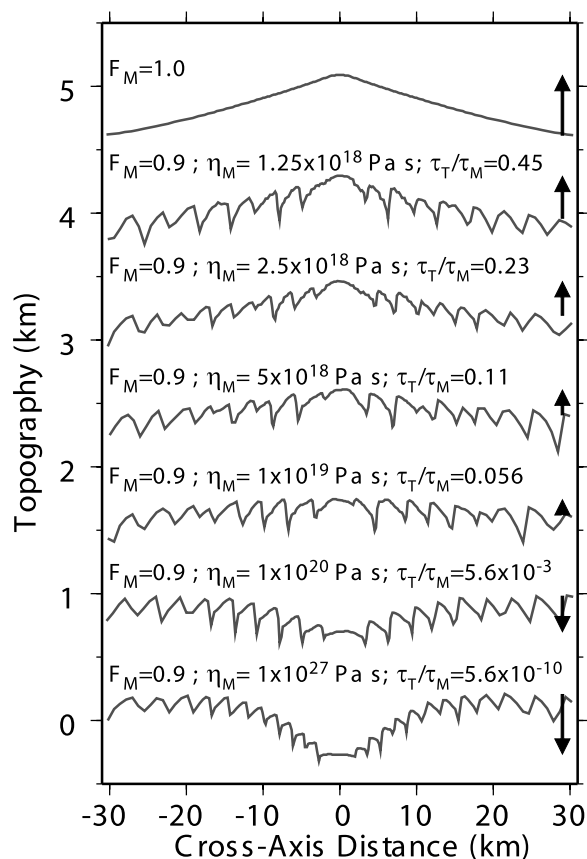 F_M=1.0
F_M=0.9 ; η_M= 1.25x10^18 Pa s; τ_T/τ_M=0.45
F_M=0.9 ; η_M= 2.5x10^18 Pa s; τ_T/τ_M=0.23
F_M=0.9 ; η_M= 5x10^18 Pa s; τ_T/τ_M=0.11
F_M=0.9 ; η_M= 1x10^19 Pa s; τ_T/τ_M=0.056
F_M=0.9 ; η_M= 1x10^20 Pa s; τ_T/τ_M=5.6x10^-3
F_M=0.9 ; η_M= 1x10^27 Pa s; τ_T/τ_M=5.6x10^-10
Topography (km)
5
4
3
2
1
0
-30 -20 -10 0 10 20 30
Cross-Axis Distance (km)